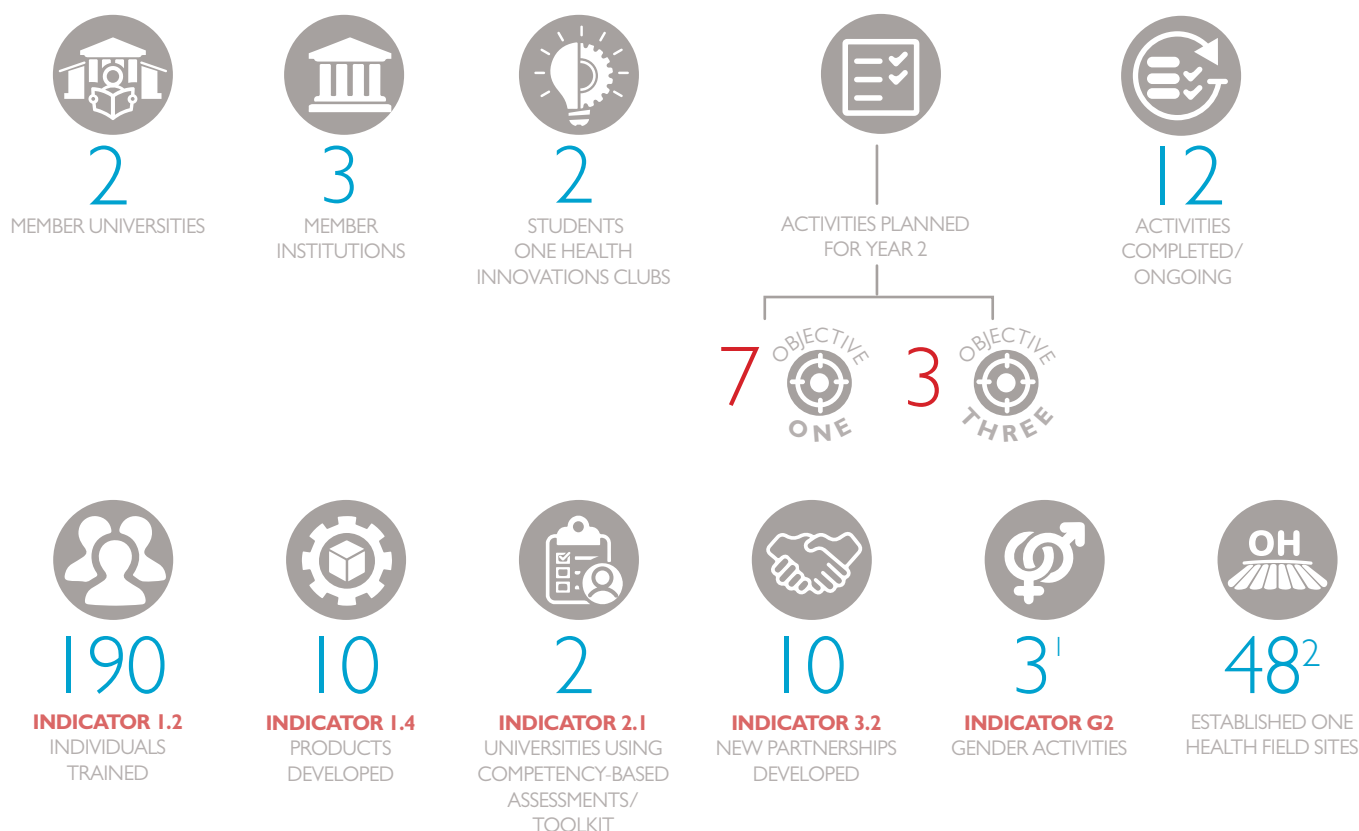 2
MEMBER UNIVERSITIES
3
MEMBER
INSTITUTIONS
2
STUDENTS
ONE HEALTH
INNOVATIONS CLUBS
ACTIVITIES PLANNED
FOR YEAR 2
7
OBJECTIVE
ONE
3
OBJECTIVE
THREE
12
ACTIVITIES
COMPLETED/
ONGOING
190
INDICATOR 1.2
INDIVIDUALS
TRAINED
10
INDICATOR 1.4
PRODUCTS
DEVELOPED
2
INDICATOR 2.1
UNIVERSITIES USING
COMPETENCY-BASED
ASSESSMENTS/
TOOLKIT
10
INDICATOR 3.2
NEW PARTNERSHIPS
DEVELOPED
3¹
INDICATOR G2
GENDER ACTIVITIES
OH
48²
ESTABLISHED ONE
HEALTH FIELD SITES